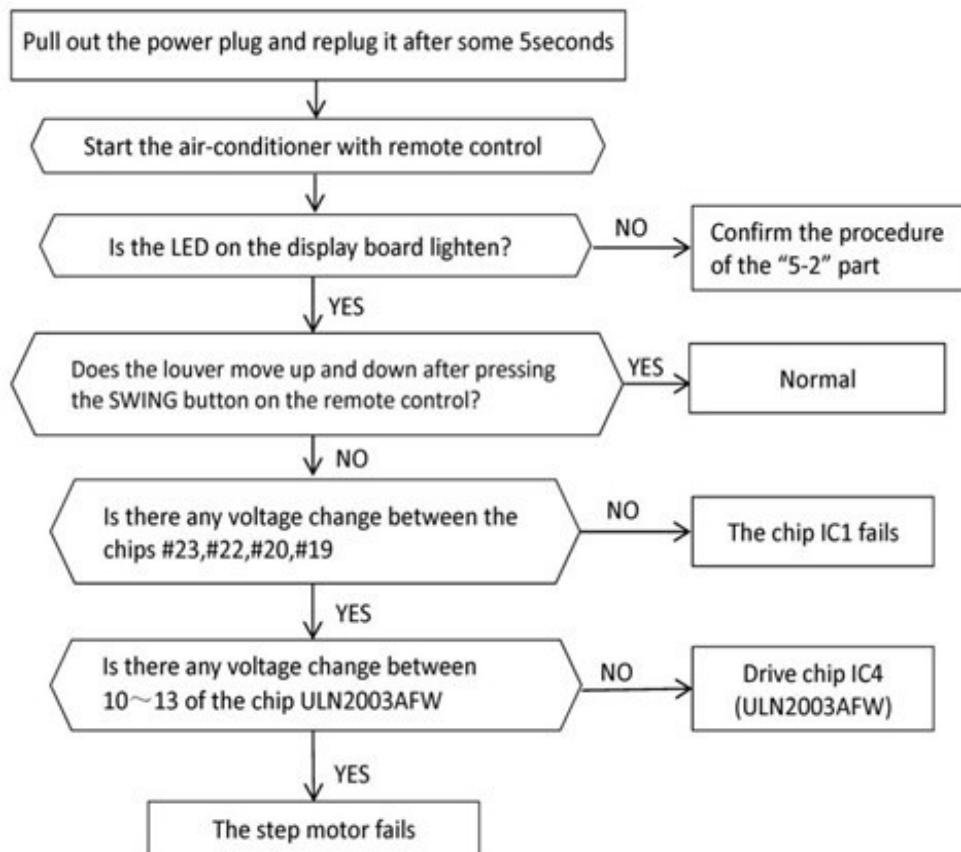 Pull out the power plug and replug it after some 5seconds
Start the air-conditioner with remote control
Is the LED on the display board lighten?
NO
Confirm the procedure
of the “5-2” part
YES
Does the louver move up and down after pressing
the SWING button on the remote control?
YES
Normal
NO
Is there any voltage change between the
chips #23,#22,#20,#19
NO
The chip IC1 fails
YES
Is there any voltage change between
10～13 of the chip ULN2003AFW
NO
Drive chip IC4
(ULN2003AFW)
YES
The step motor fails